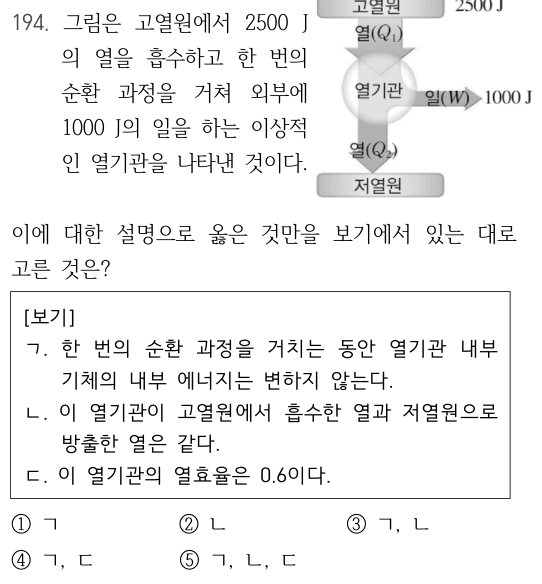 194. 그림은 고열원에서 2500 J
의 열을 흡수하고 한 번의
순환 과정을 거쳐 외부에
1000 J의 일을 하는 이상적
인 열기관을 나타낸 것이다.
고열원 2500 J
열(Q₁)
열기관 일(W) 1000 J
열(Q₂)
저열원
이에 대한 설명으로 옳은 것만을 보기에서 있는 대로
고른 것은?
[보기]
ㄱ. 한 번의 순환 과정을 거치는 동안 열기관 내부
기체의 내부 에너지는 변하지 않는다.
ㄴ. 이 열기관이 고열원에서 흡수한 열과 저열원으로
방출한 열은 같다.
ㄷ. 이 열기관의 열효율은 0.6이다.
① ㄱ ② ㄴ ③ ㄱ, ㄴ
④ ㄱ, ㄷ ⑤ ㄱ, ㄴ, ㄷ